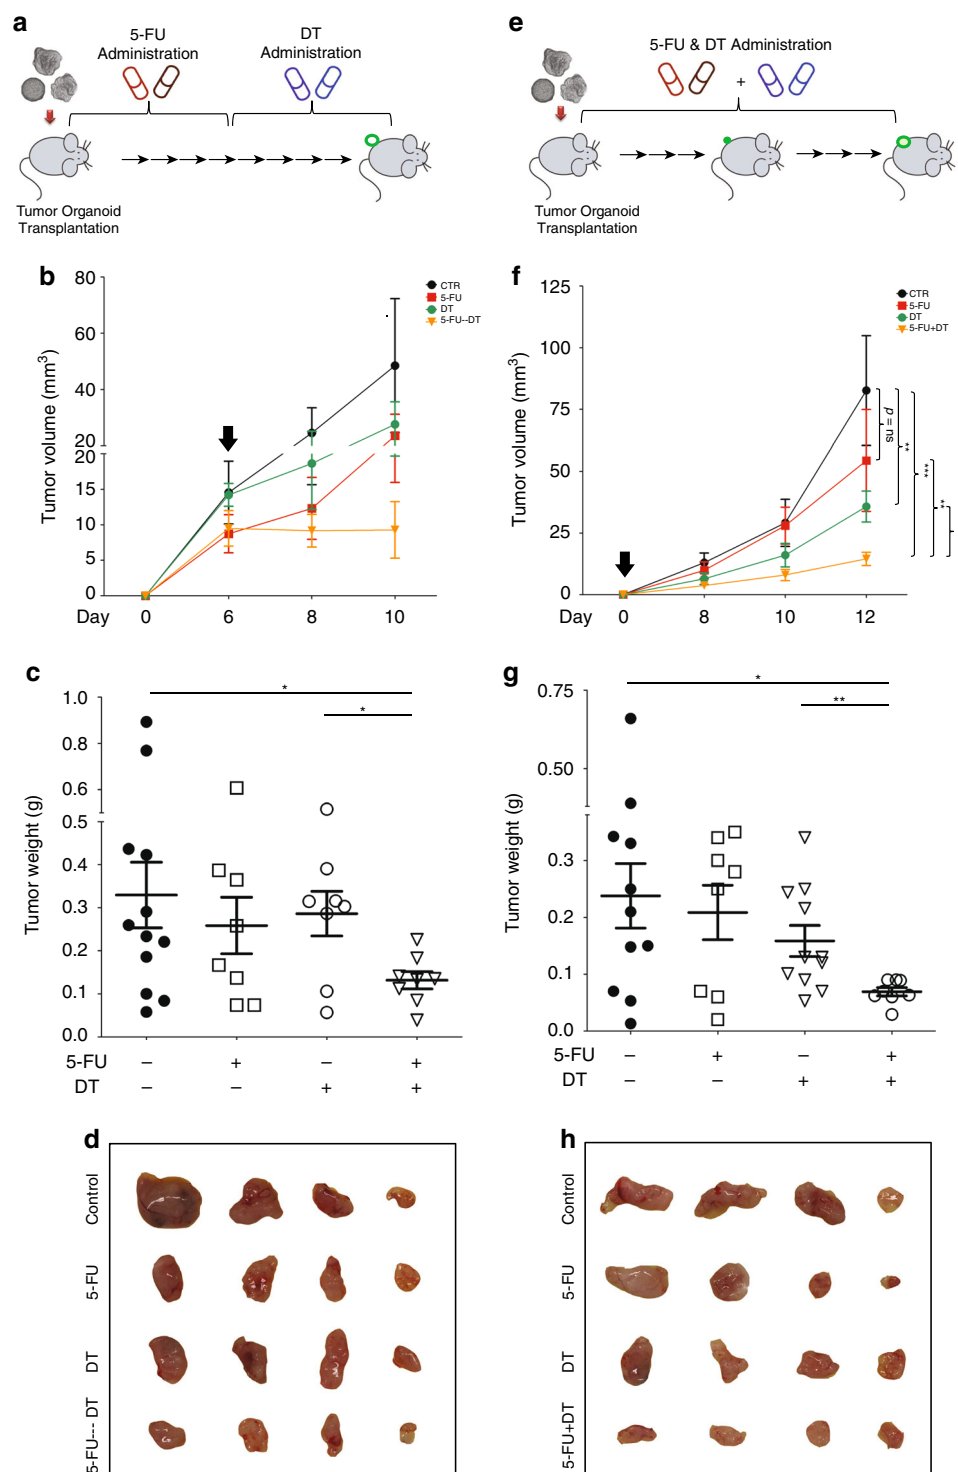 a
5-FU
Administration
DT
Administration
Tumor Organoid
Transplantation
e
5-FU & DT Administration
+
Tumor Organoid
Transplantation
b
Tumor volume (mm³)
80
60
40
20
20
15
10
5
0
Day 0 6 8 10
CTR
5-FU
DT
5-FU--DT
f
Tumor volume (mm³)
125
100
75
50
25
0
Day 0 8 10 12
CTR
5-FU
DT
5-FU+DT
p = ns
**
***
**
c
Tumor weight (g)
1.0
0.8
0.6
0.5
0.4
0.3
0.2
0.1
0.0
*
*
5-FU – + – +
DT – – + +
g
Tumor weight (g)
0.75
0.50
0.3
0.2
0.1
0.0
*
**
5-FU – + – +
DT – – + +
d
Control
5-FU
DT
5-FU--- DT
h
Control
5-FU
DT
5-FU+DT